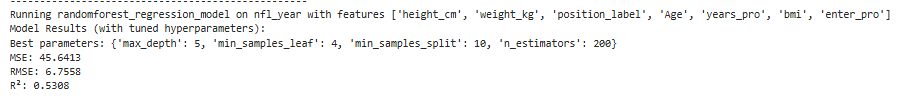 --------------------------------------------------
Running randomforest_regression_model on nfl_year with features ['height_cm', 'weight_kg', 'position_label', 'Age', 'years_pro', 'bmi', 'enter_pro']
Model Results (with tuned hyperparameters):
Best parameters: {'max_depth': 5, 'min_samples_leaf': 4, 'min_samples_split': 10, 'n_estimators': 200}
MSE: 45.6413
RMSE: 6.7558
R²: 0.5308